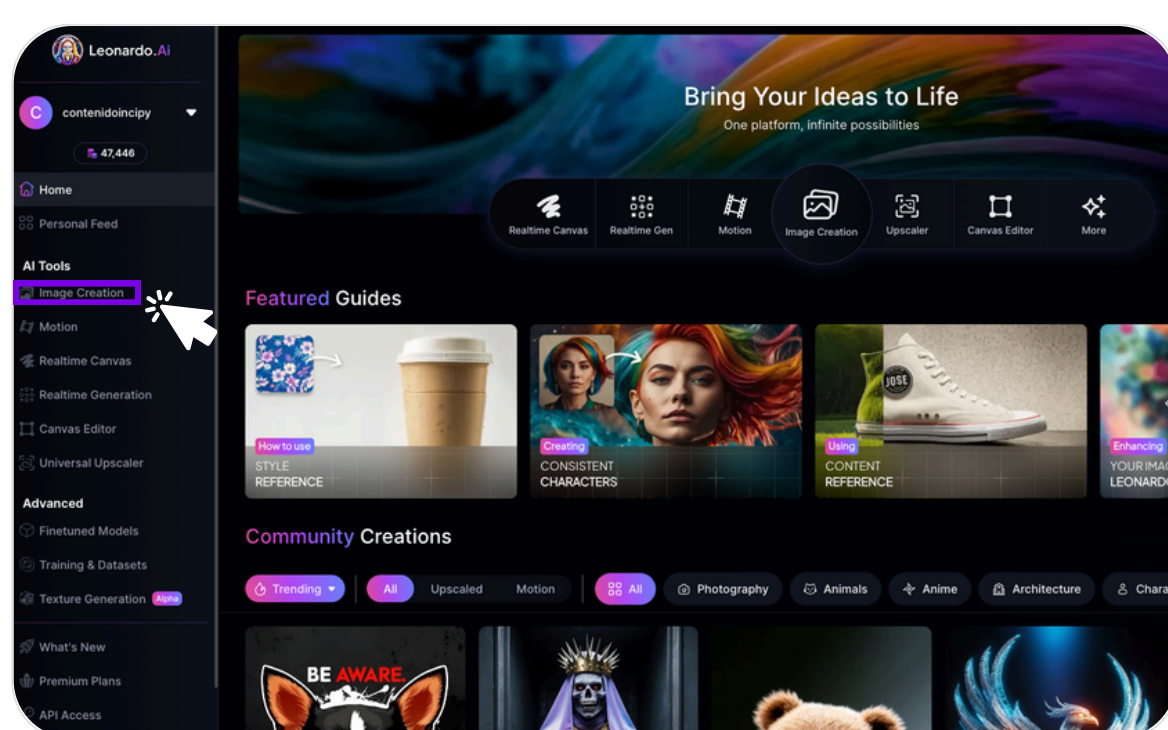 Leonardo.Ai
C contenidoincipy
47,446
Home
Personal Feed
AI Tools
Image Creation
Motion
Realtime Canvas
Realtime Generation
Canvas Editor
Universal Upscaler
Advanced
Finetuned Models
Training & Datasets
Texture Generation Alpha
What's New
Premium Plans
API Access
Bring Your Ideas to Life
One platform, infinite possibilities
Realtime Canvas
Realtime Gen
Motion
Image Creation
Upscaler
Canvas Editor
More
Featured Guides
How to use
STYLE
REFERENCE
Creating
CONSISTENT
CHARACTERS
JOSE
Using
CONTENT
REFERENCE
Enhancing
YOUR IMA
LEONARD
Community Creations
Trending All Upscaled Motion All Photography Animals Anime Architecture Chara
BE AWARE.